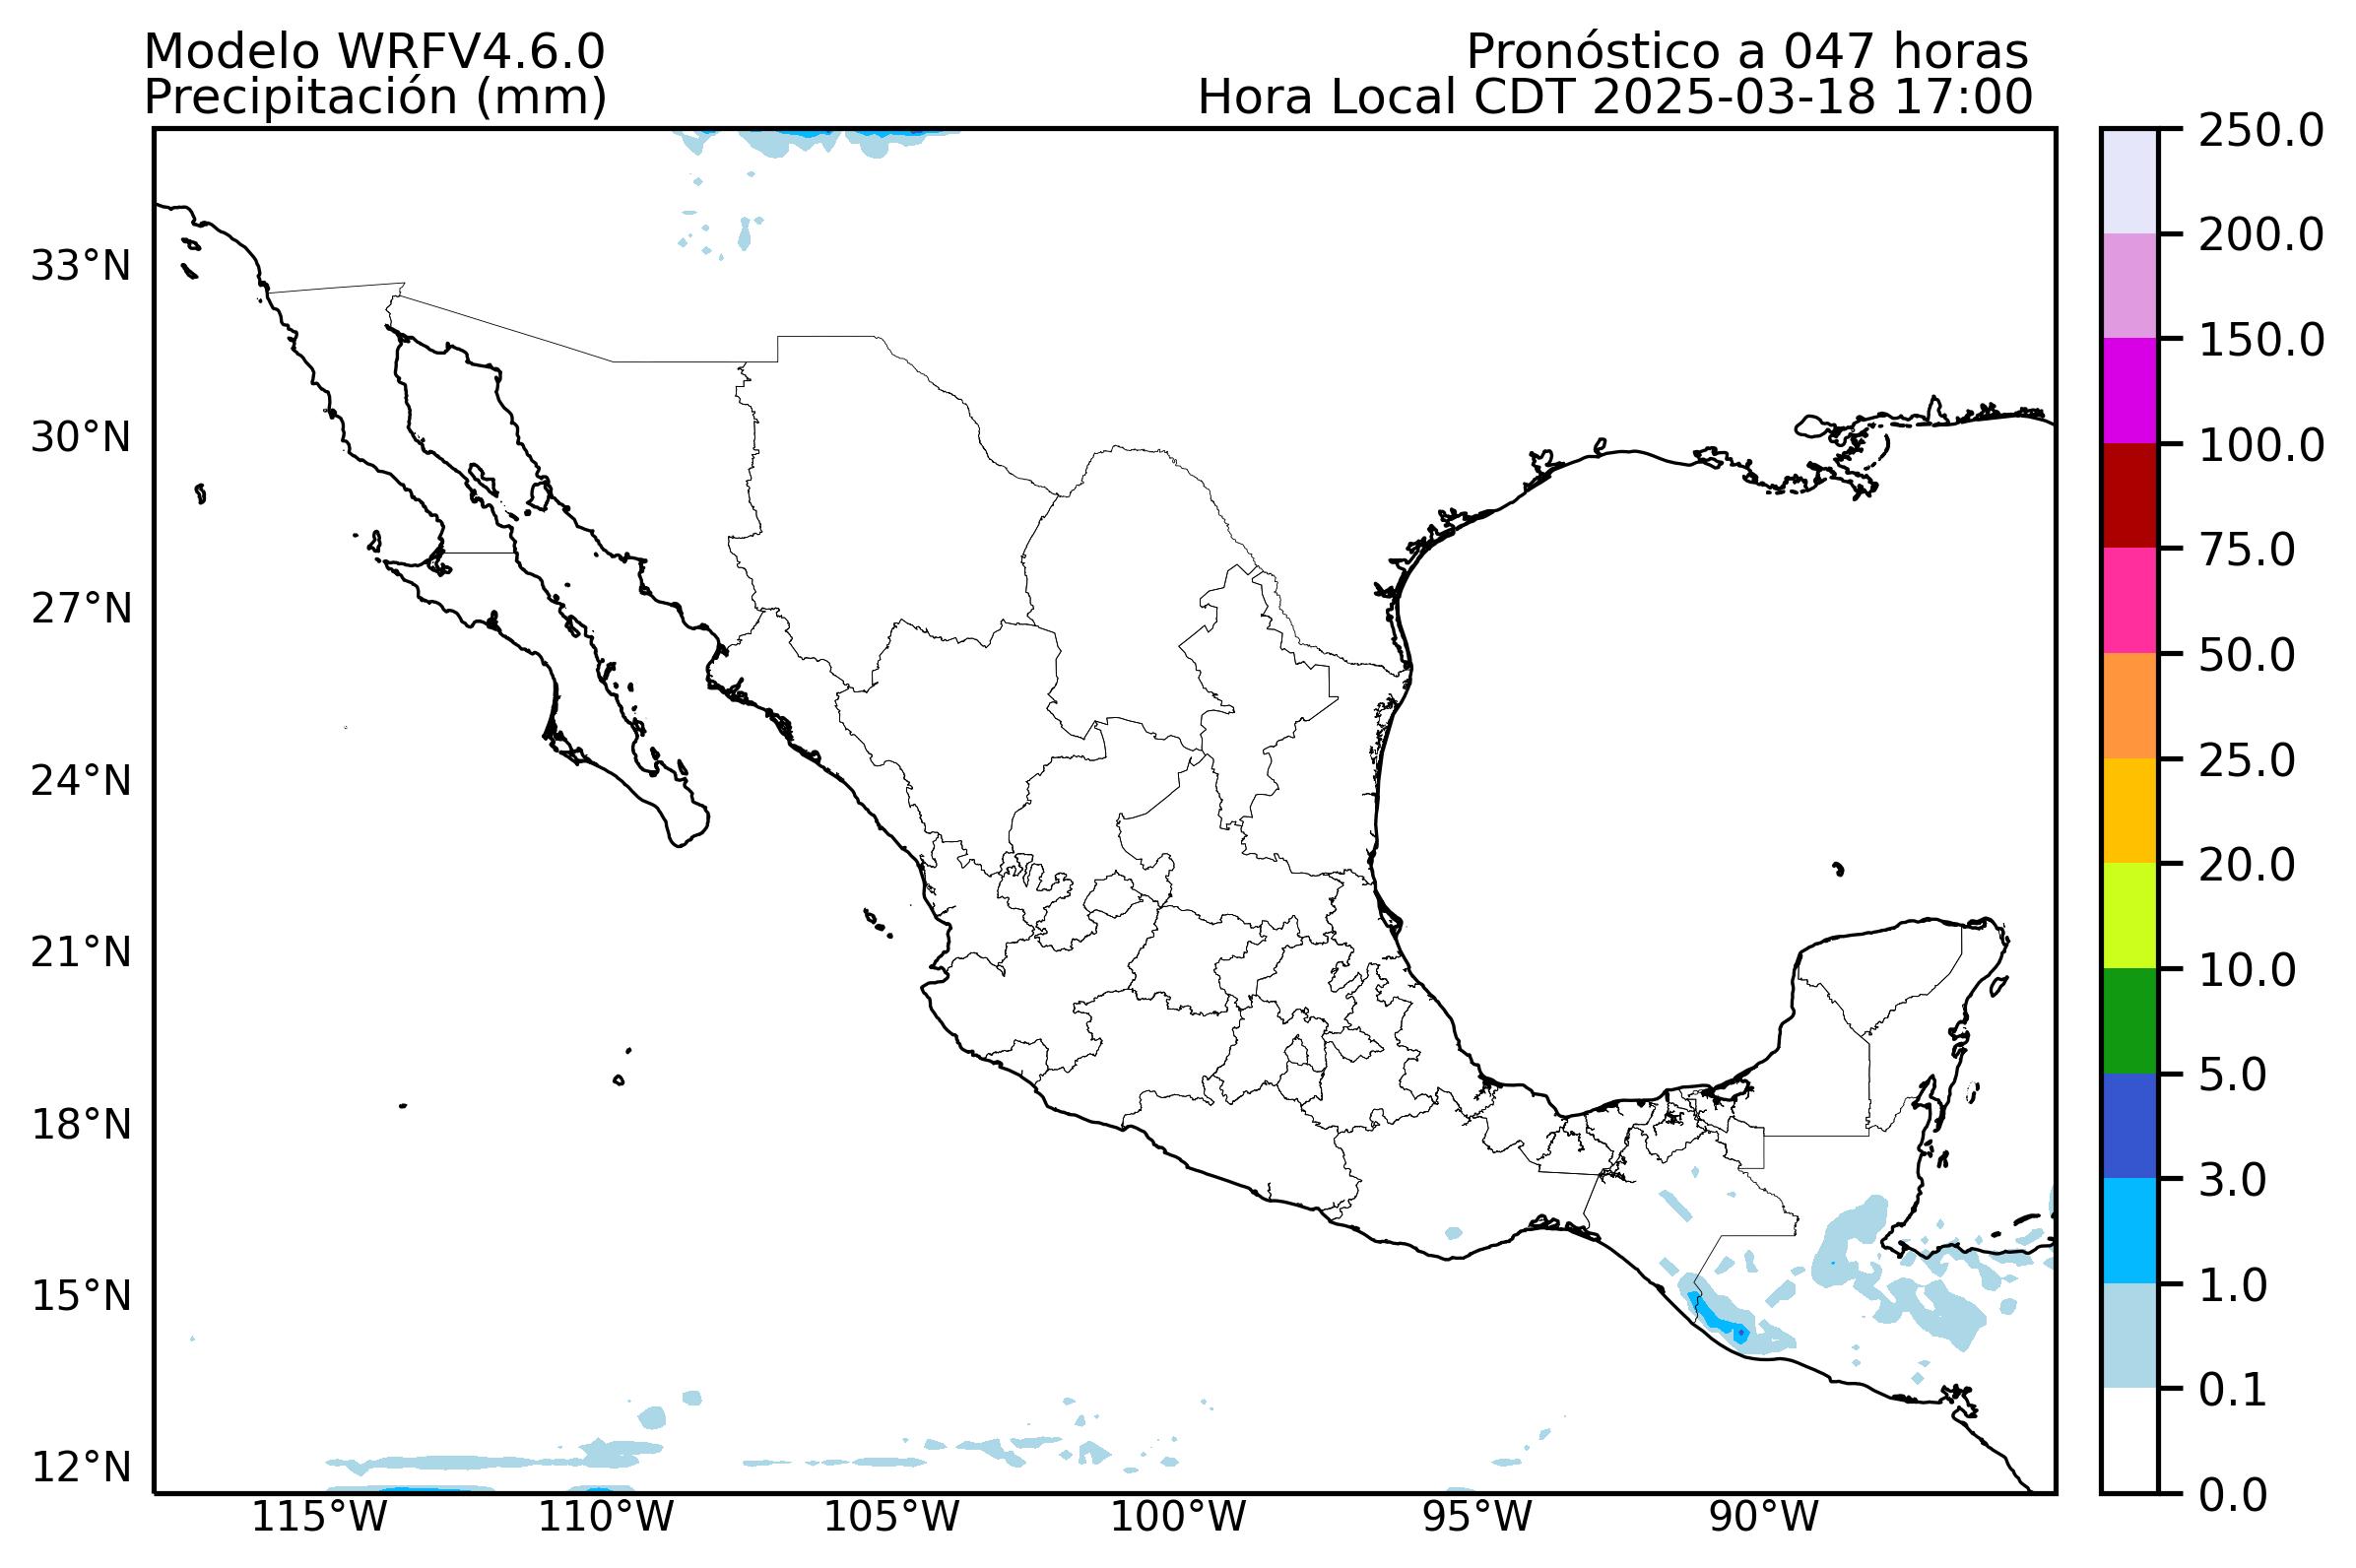 Modelo WRFV4.6.0
Pronóstico a 047 horas
Precipitación (mm)
Hora Local CDT 2025-03-18 17:00
33°N
30°N
27°N
24°N
21°N
18°N
15°N
12°N
115°W
110°W
105°W
100°W
95°W
90°W
250.0
200.0
150.0
100.0
75.0
50.0
25.0
20.0
10.0
5.0
3.0
1.0
0.1
0.0